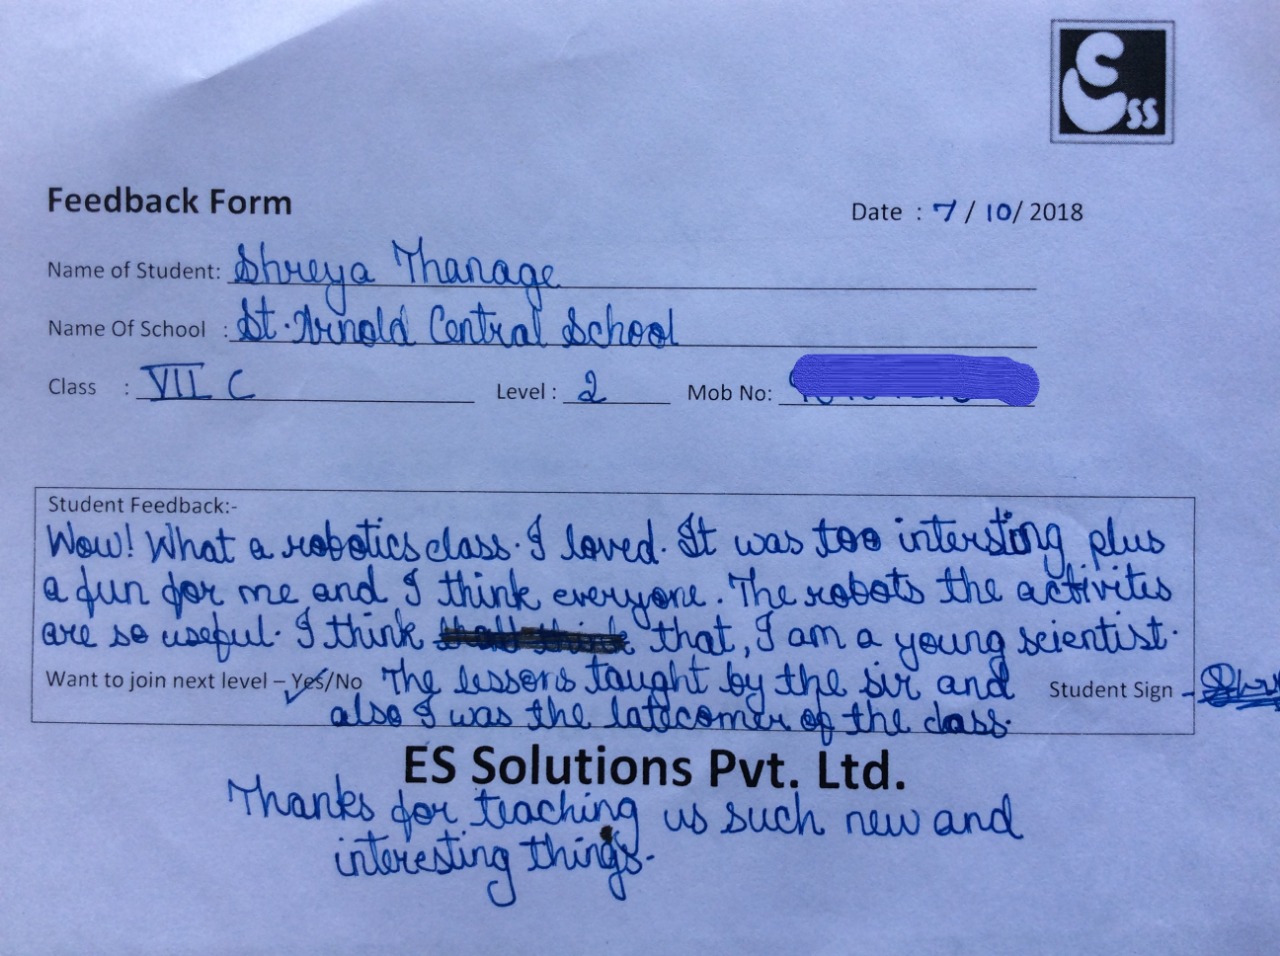 ss
Feedback Form
Date : 7 / 10 / 2018
Name of Student: Shreya Thanage
Name Of School : St. Arnold Central School
Class : VII C Level : 2 Mob No:
Student Feedback:-
Wow! What a robotics class. I loved. It was too intersting plus
a fun for me and I think everyone. The robots the activites
are so useful. I think that, I am a young scientist.
Want to join next level – Yes/No The lessons taught by the sir and Student Sign -
also I was the latecomer of the class.
ES Solutions Pvt. Ltd.
Thanks for teaching us such new and
interesting things.